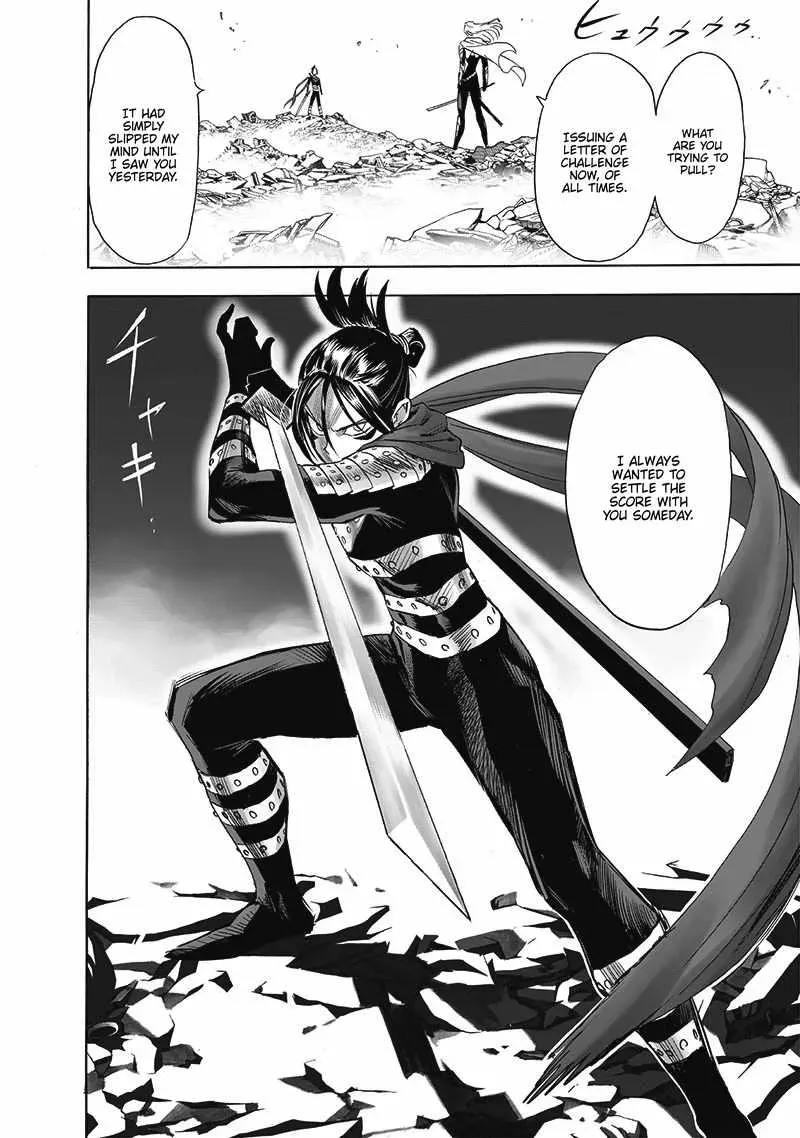 ヒュウウウウ
WHAT
ARE YOU
TRYING TO
PULL?
ISSUING A
LETTER OF
CHALLENGE
NOW, OF
ALL TIMES.
IT HAD
SIMPLY
SLIPPED MY
MIND UNTIL
I SAW YOU
YESTERDAY.
チャキ
I ALWAYS
WANTED TO
SETTLE THE
SCORE WITH
YOU SOMEDAY.